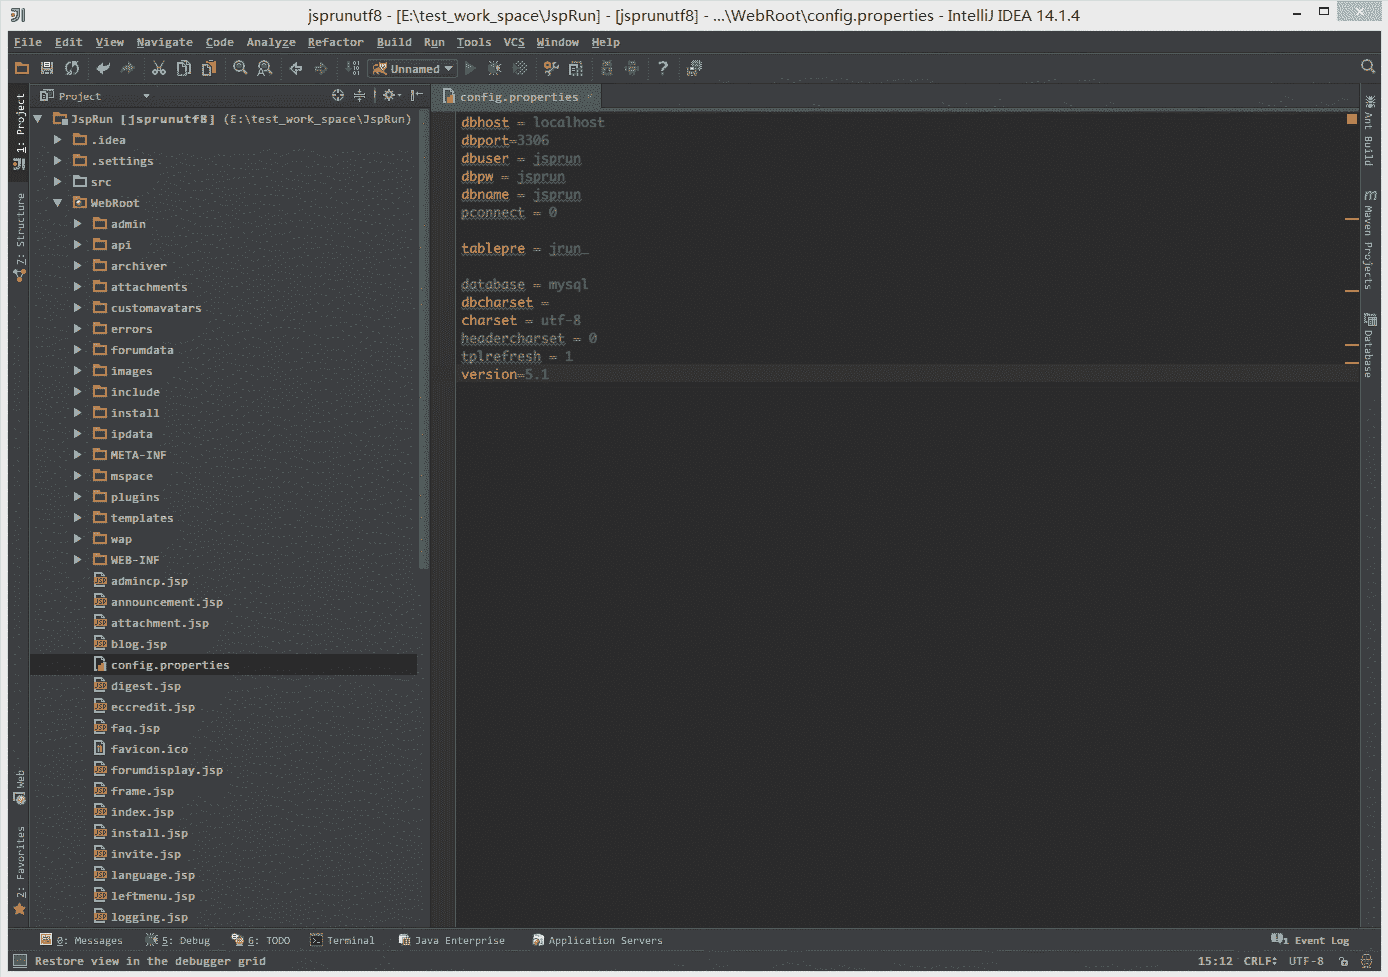 jsprunutf8 - [E:\test_work_space\JspRun] - [jsprunutf8] - ...\WebRoot\config.properties - IntelliJ IDEA 14.1.4
File Edit View Navigate Code Analyze Refactor Build Run Tools VCS Window Help
Unnamed
Project
config.properties
1: Project
7: Structure
Web
2: Favorites
JspRun [jsprunutf8] (E:\test_work_space\JspRun)
.idea
.settings
src
WebRoot
admin
api
archiver
attachments
customavatars
errors
forumdata
images
include
install
ipdata
META-INF
mspace
plugins
templates
wap
WEB-INF
admincp.jsp
announcement.jsp
attachment.jsp
blog.jsp
config.properties
digest.jsp
eccredit.jsp
faq.jsp
favicon.ico
forumdisplay.jsp
frame.jsp
index.jsp
install.jsp
invite.jsp
language.jsp
leftmenu.jsp
logging.jsp
dbhost = localhost
dbport=3306
dbuser = jsprun
dbpw = jsprun
dbname = jsprun
pconnect = 0
tablepre = jrun_
database = mysql
dbcharset =
charset = utf-8
headercharset = 0
tplrefresh = 1
version=5.1
Ant Build
Maven Projects
Database
0: Messages 5: Debug 6: TODO Terminal Java Enterprise Application Servers 1 Event Log
Restore view in the debugger grid 15:12 CRLF UTF-8